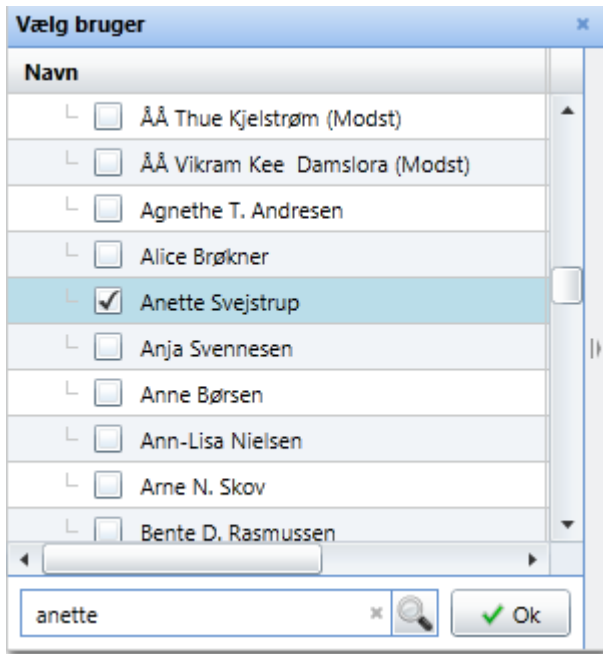 Vælg bruger
Navn
ÅÅ Thue Kjelstrøm (Modst)
ÅÅ Vikram Kee  Damslora (Modst)
Agnethe T. Andresen
Alice Brøkner
Anette Svejstrup
Anja Svennesen
Anne Børsen
Ann-Lisa Nielsen
Arne N. Skov
Bente D. Rasmussen
anette
Ok